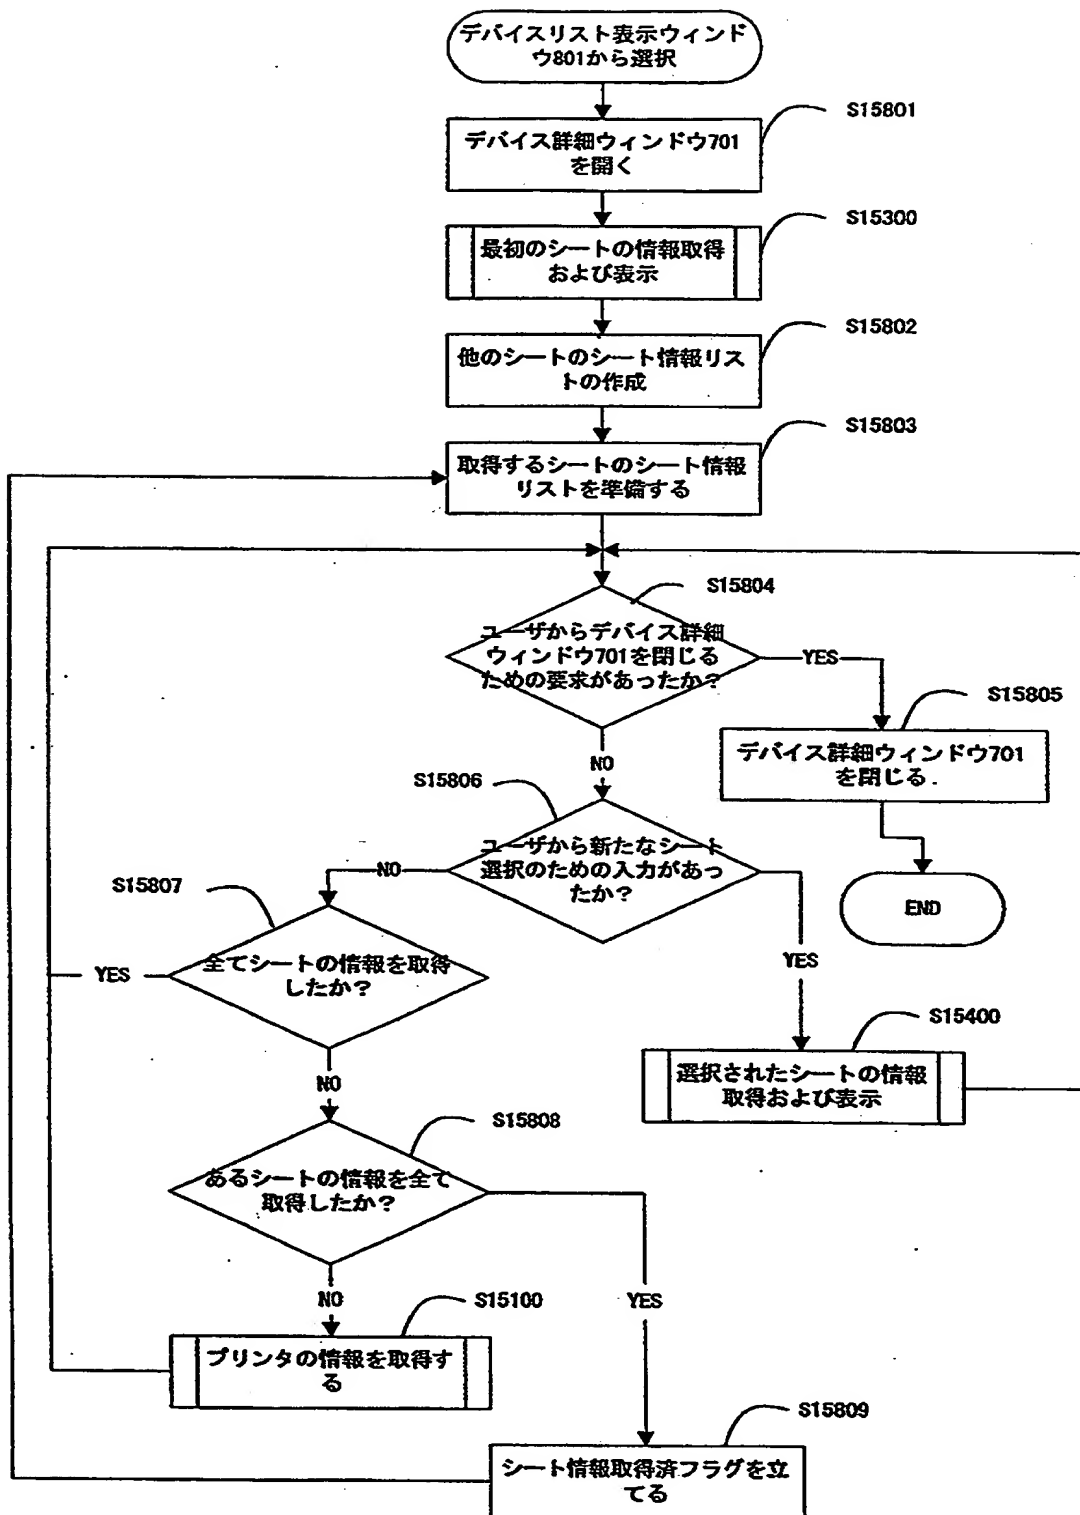 デバイスリスト表示ウィンド
ウ801から選択
S15801
デバイス詳細ウィンドウ701
を開く
S15300
最初のシートの情報取得
および表示
S15802
他のシートのシート情報リス
トの作成
S15803
取得するシートのシート情報
リストを準備する
S15804
ユーザからデバイス詳細
ウィンドウ701を閉じる
ための要求があったか?
YES
S15805
デバイス詳細ウィンドウ701
を閉じる
END
NO
S15806
ユーザから新たなシート
選択のための入力があっ
たか?
NO
YES
S15807
全てシートの情報を取得
したか?
YES
S15400
選択されたシートの情報
取得および表示
NO
S15808
あるシートの情報を全て
取得したか?
NO
YES
S15100
プリンタの情報を取得す
る
S15809
シート情報取得済フラグを立
てる